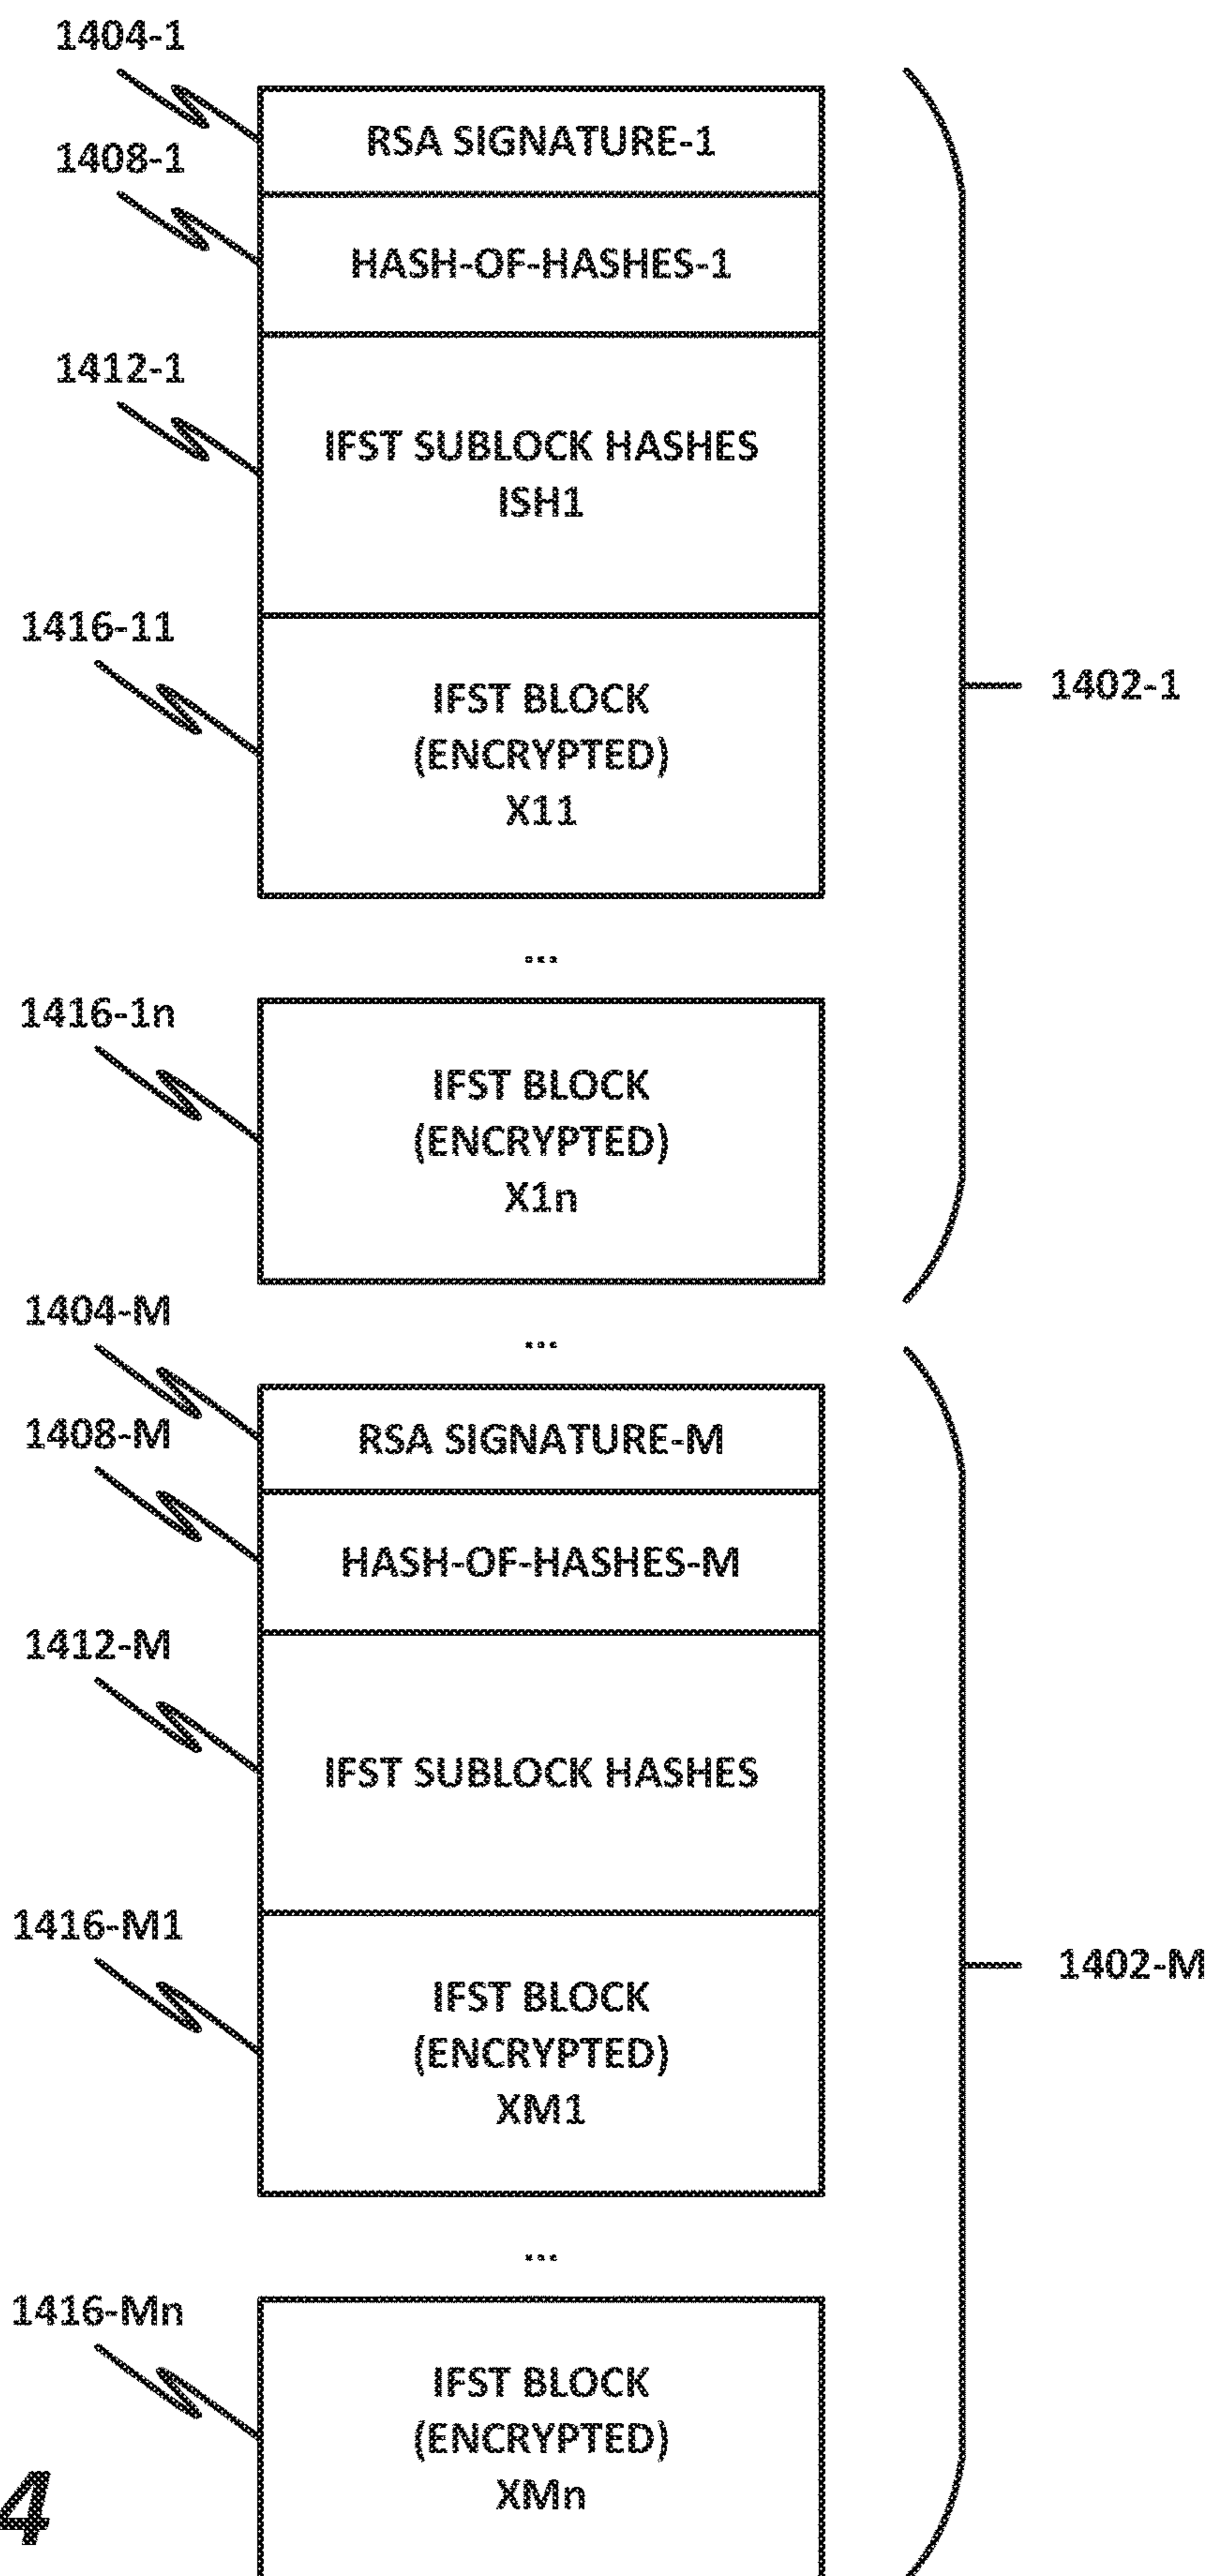 1404-1
RSA SIGNATURE-1
1408-1
HASH-OF-HASHES-1
1412-1
IFST SUBLOCK HASHES
ISH1
1416-11
IFST BLOCK
(ENCRYPTED)
X11
1402-1
...
1416-1n
IFST BLOCK
(ENCRYPTED)
X1n
1404-M
...
RSA SIGNATURE-M
1408-M
HASH-OF-HASHES-M
1412-M
IFST SUBLOCK HASHES
1416-M1
IFST BLOCK
(ENCRYPTED)
XM1
1402-M
...
1416-Mn
IFST BLOCK
(ENCRYPTED)
XMn
4